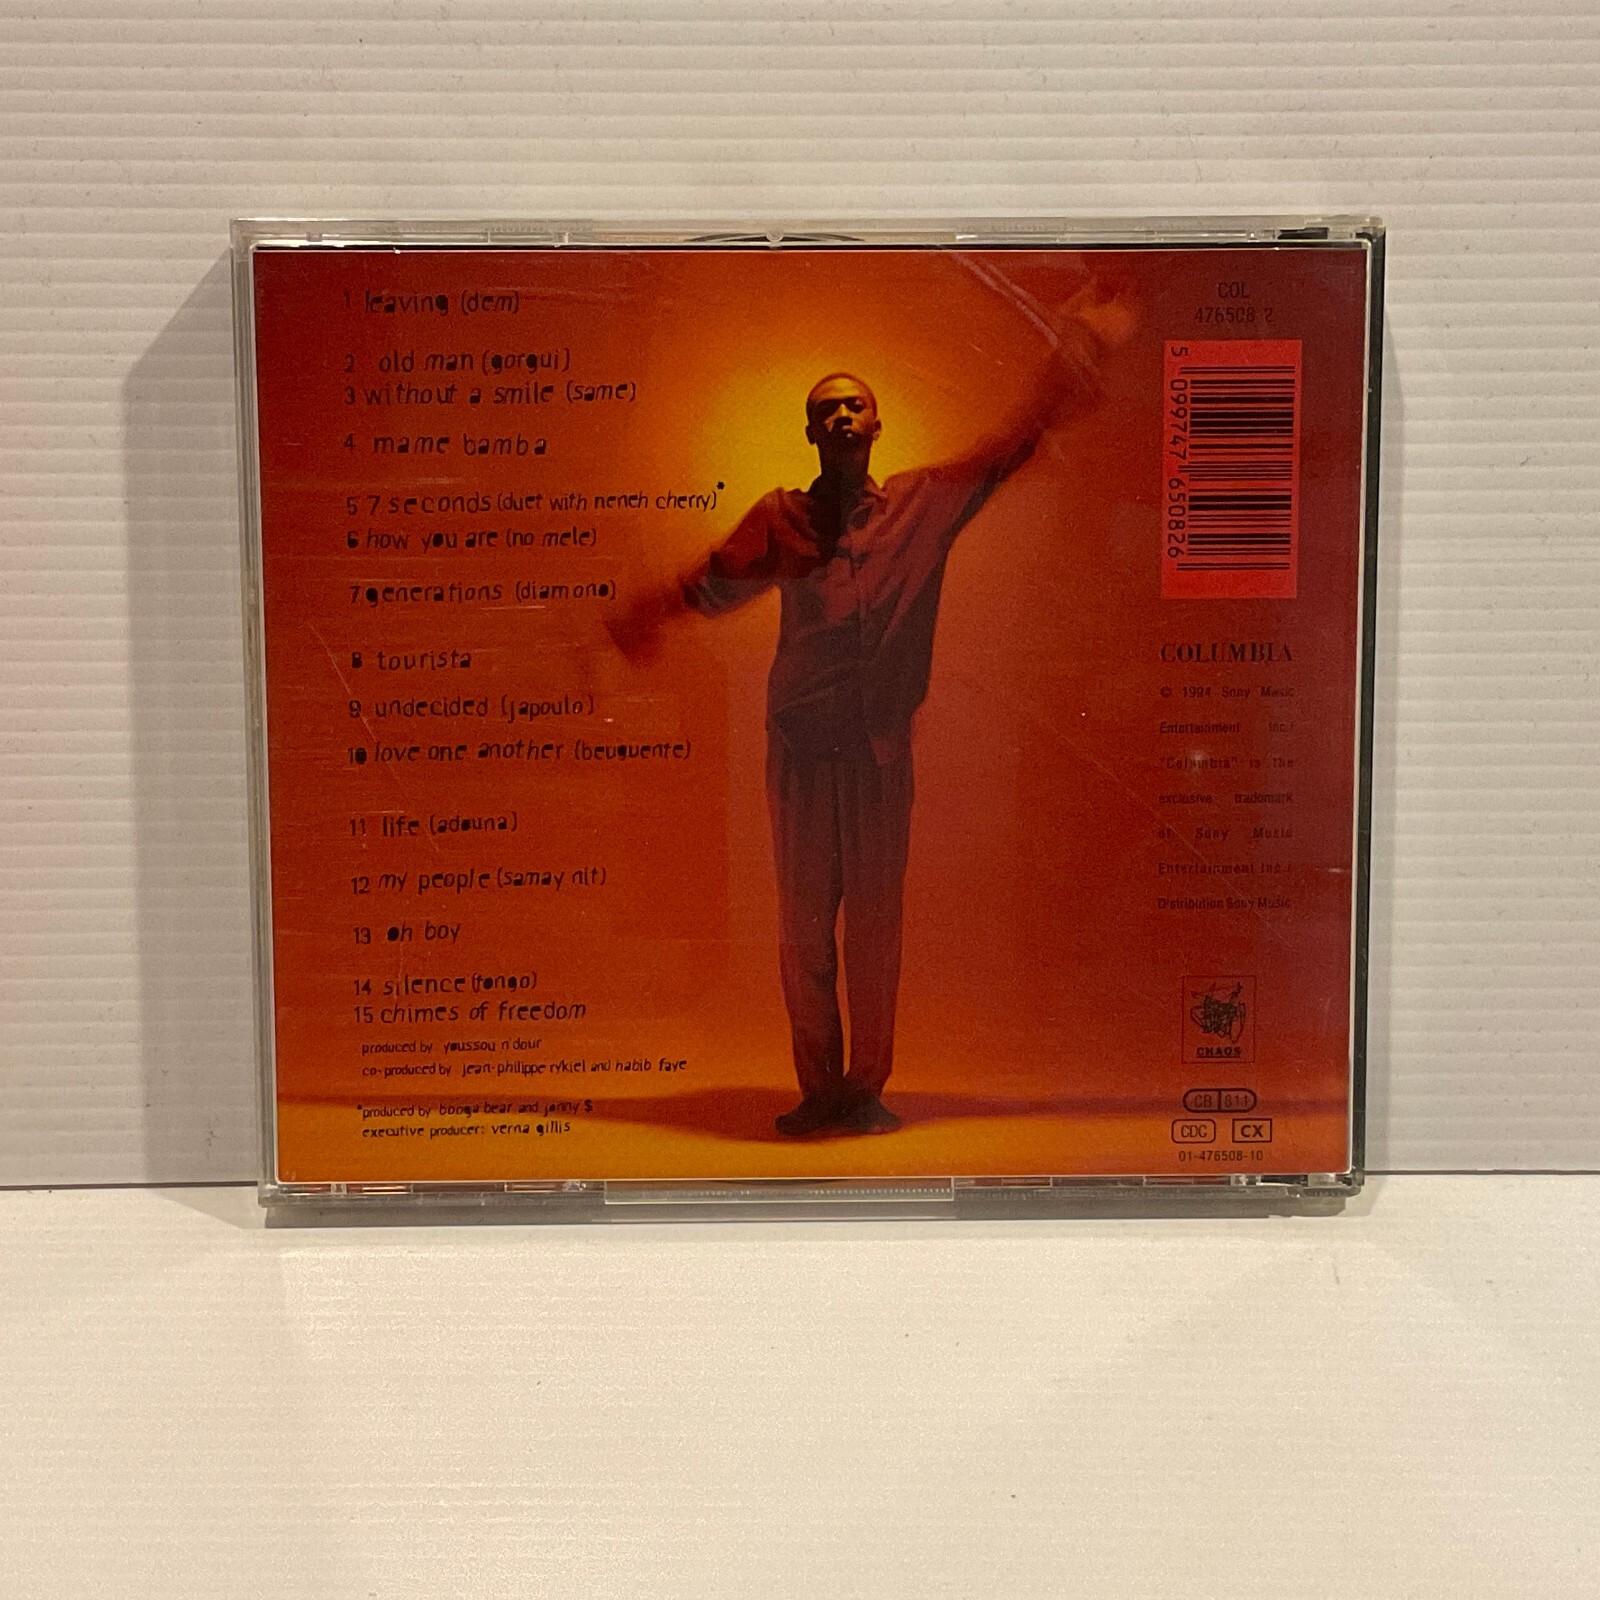 1 leaving (dem)
2 old man (gorgui)
3 without a smile (same)
4 mame bamba
5 7 seconds (duet with neneh cherry)*
6 how you are (no mele)
7 generations (diamono)
8 tourista
9 undecided (japoulo)
10 love one another (beuguente)
11 life (adouna)
12 my people (samay nit)
13 oh boy
14 silence (tongo)
15 chimes of freedom
produced by youssou n dour
co-produced by jean-philippe rykiel and habib faye
*produced by booga bear and jonny $
executive producer: verna gillis
COL
476508 2
5 099747 650826
COLUMBIA
© 1994 Sony Music
Entertainment Inc./
"Columbia" is the
exclusive trademark
of Sony Music
Entertainment Inc./
Distribution Sony Music
CHAOS
CB 811
CDC CX
01-476508-10